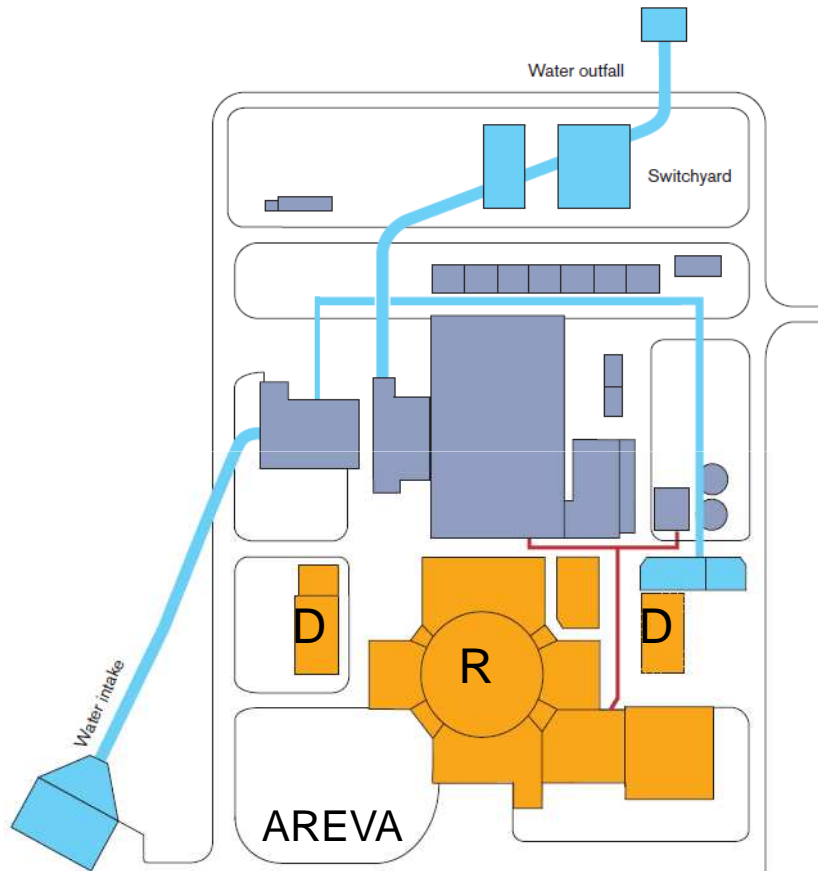 Water outfall
Switchyard
D
D
R
Water intake
AREVA